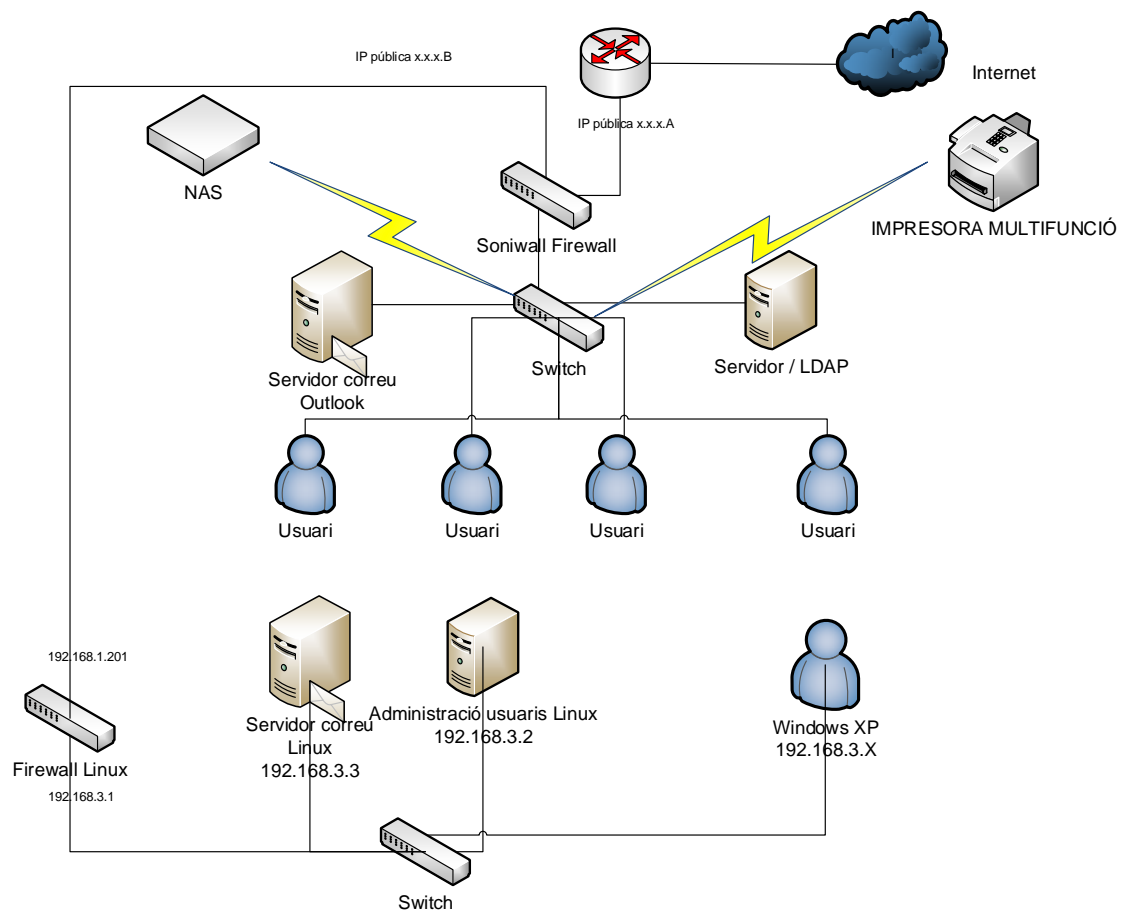 IP pública x.x.x.B
Internet
IP pública x.x.x.A
NAS
IMPRESORA MULTIFUNCIÓ
Soniwall Firewall
Switch
Servidor / LDAP
Servidor correu
Outlook
Usuari
Usuari
Usuari
Usuari
192.168.1.201
Firewall Linux
192.168.3.1
Servidor correu
Linux
192.168.3.3
Administració usuaris Linux
192.168.3.2
Windows XP
192.168.3.X
Switch